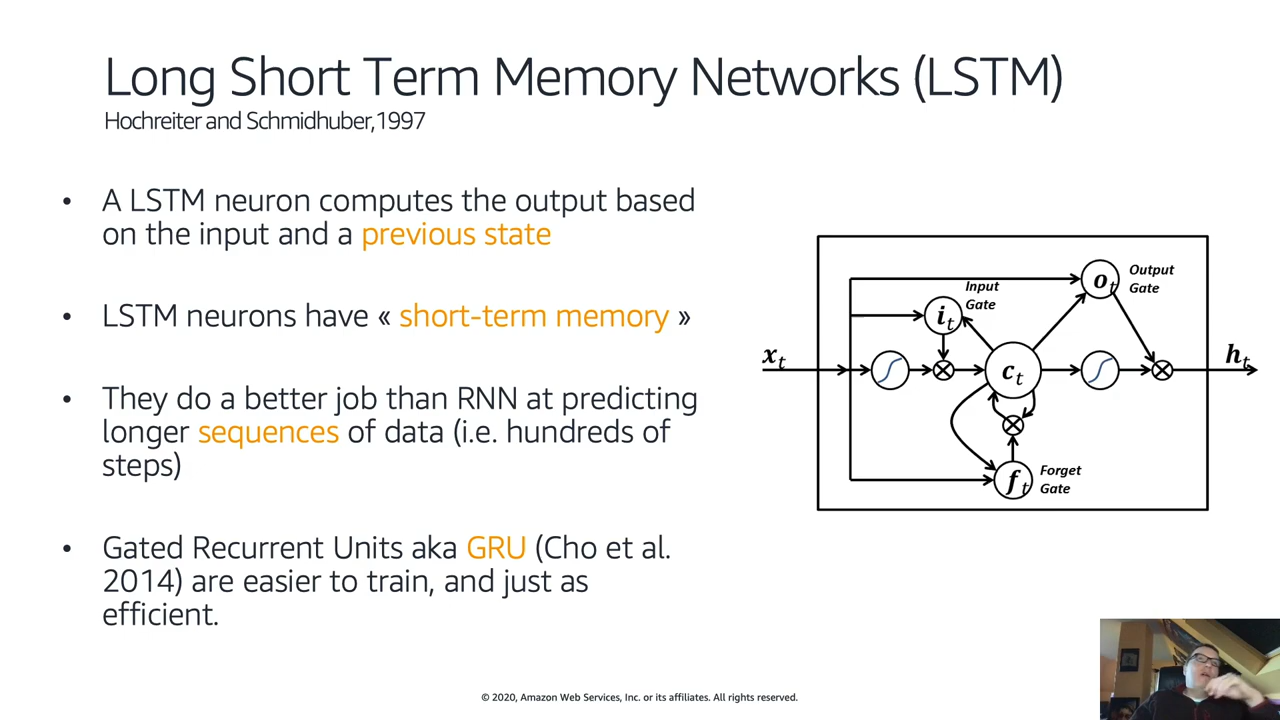 Long Short Term Memory Networks (LSTM)
Hochreiter and Schmidhuber,1997
• A LSTM neuron computes the output based
on the input and a previous state
• LSTM neurons have « short-term memory »
• They do a better job than RNN at predicting
longer sequences of data (i.e. hundreds of
steps)
• Gated Recurrent Units aka GRU (Cho et al.
2014) are easier to train, and just as
efficient.
Input
Gate
Output
Gate
o_t
i_t
x_t
c_t
h_t
f_t
Forget
Gate
© 2020, Amazon Web Services, Inc. or its affiliates. All rights reserved.